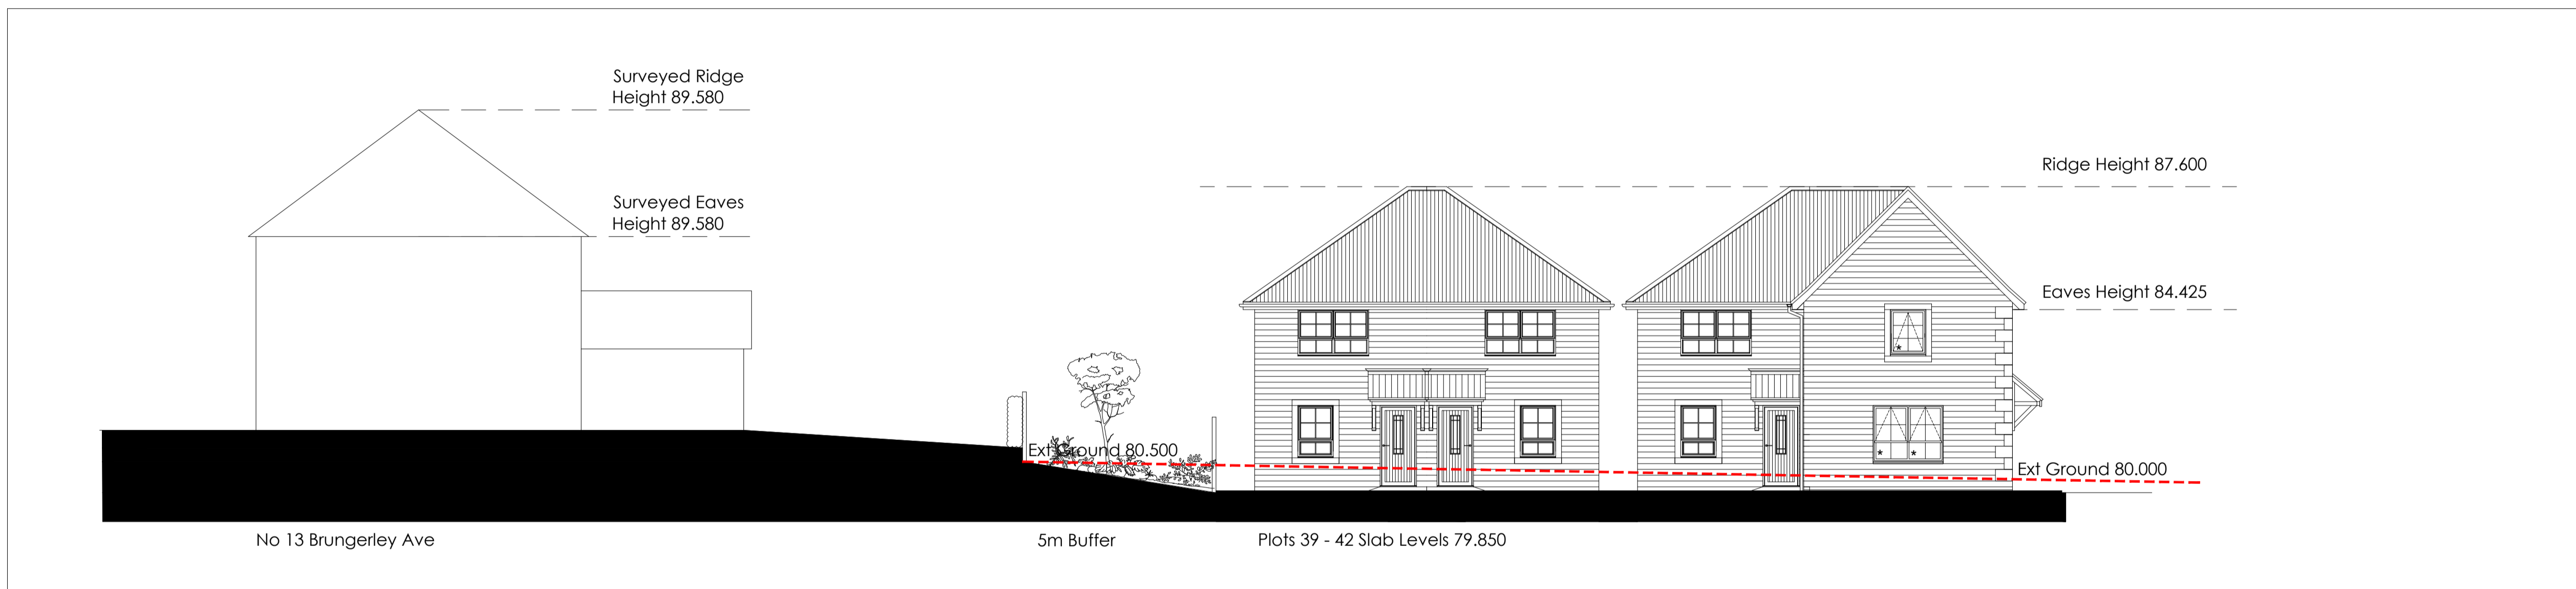 Surveyed Ridge
Height 89.580
Ridge Height 87.600
Surveyed Eaves
Height 89.580
Eaves Height 84.425
Ext Ground 80.500
Ext Ground 80.000
No 13 Brungerley Ave
5m Buffer
Plots 39 - 42 Slab Levels 79.850